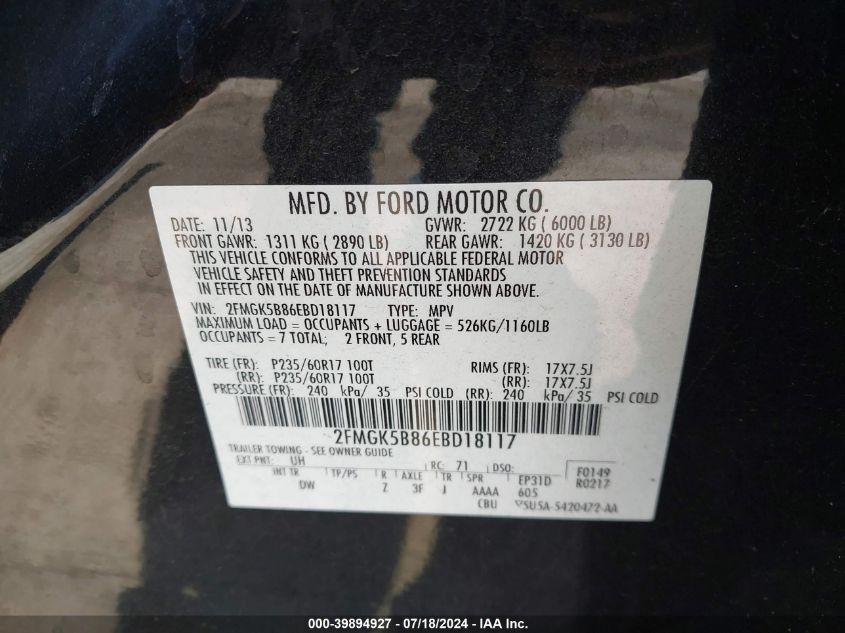 MFD. BY FORD MOTOR CO.
DATE: 11/13 GVWR: 2722 KG ( 6000 LB)
FRONT GAWR: 1311 KG ( 2890 LB) REAR GAWR: 1420 KG ( 3130 LB)
THIS VEHICLE CONFORMS TO ALL APPLICABLE FEDERAL MOTOR
VEHICLE SAFETY AND THEFT PREVENTION STANDARDS
IN EFFECT ON THE DATE OF MANUFACTURE SHOWN ABOVE.
VIN: 2FMGK5B86EBD18117 TYPE: MPV
MAXIMUM LOAD = OCCUPANTS + LUGGAGE = 526KG/1160LB
OCCUPANTS = 7 TOTAL; 2 FRONT, 5 REAR
TIRE (FR): P235/60R17 100T RIMS (FR): 17X7.5J
(RR): P235/60R17 100T (RR): 17X7.5J
PRESSURE (FR): 240 kPa/ 35 PSI COLD (RR): 240 kPa/ 35 PSI COLD
2FMGK5B86EBD18117
TRAILER TOWING - SEE OWNER GUIDE
EXT PNT: UH RC: 71 DSO: F0149
INT TR TP/PS R AXLE TR SPR EP31D R0217
DW Z 3F J AAAA 605
CBU SU5A-5420472-AA
000-39894927 - 07/18/2024 - IAA Inc.